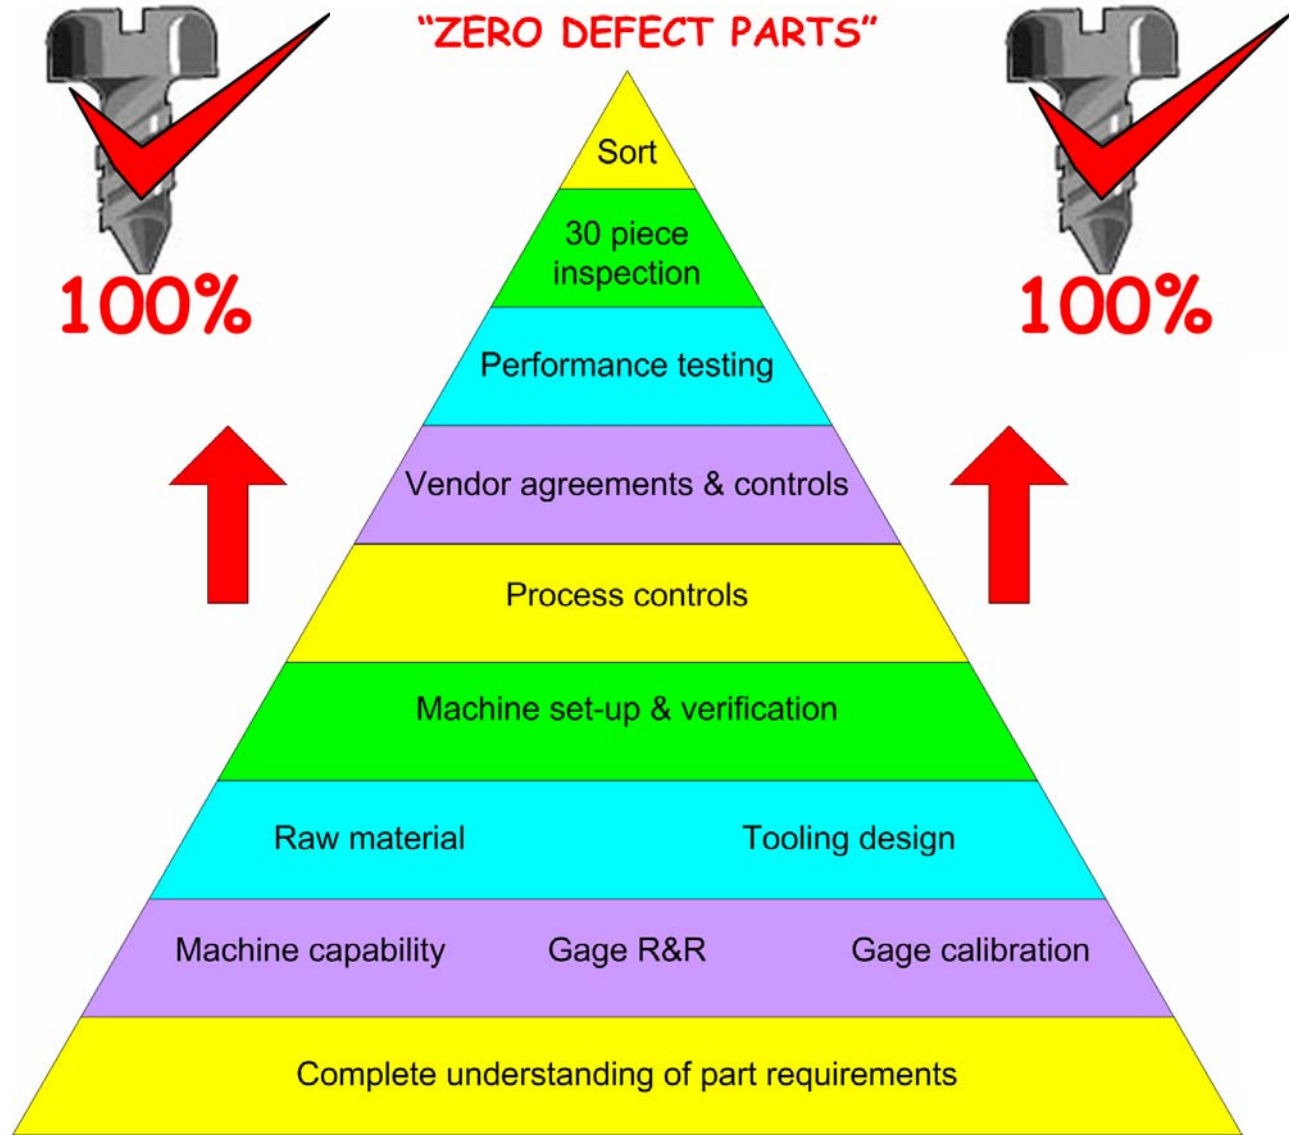 “ZERO DEFECT PARTS”
Sort
30 piece
inspection
100%
100%
Performance testing
Vendor agreements & controls
Process controls
Machine set-up & verification
Raw material
Tooling design
Machine capability
Gage R&R
Gage calibration
Complete understanding of part requirements